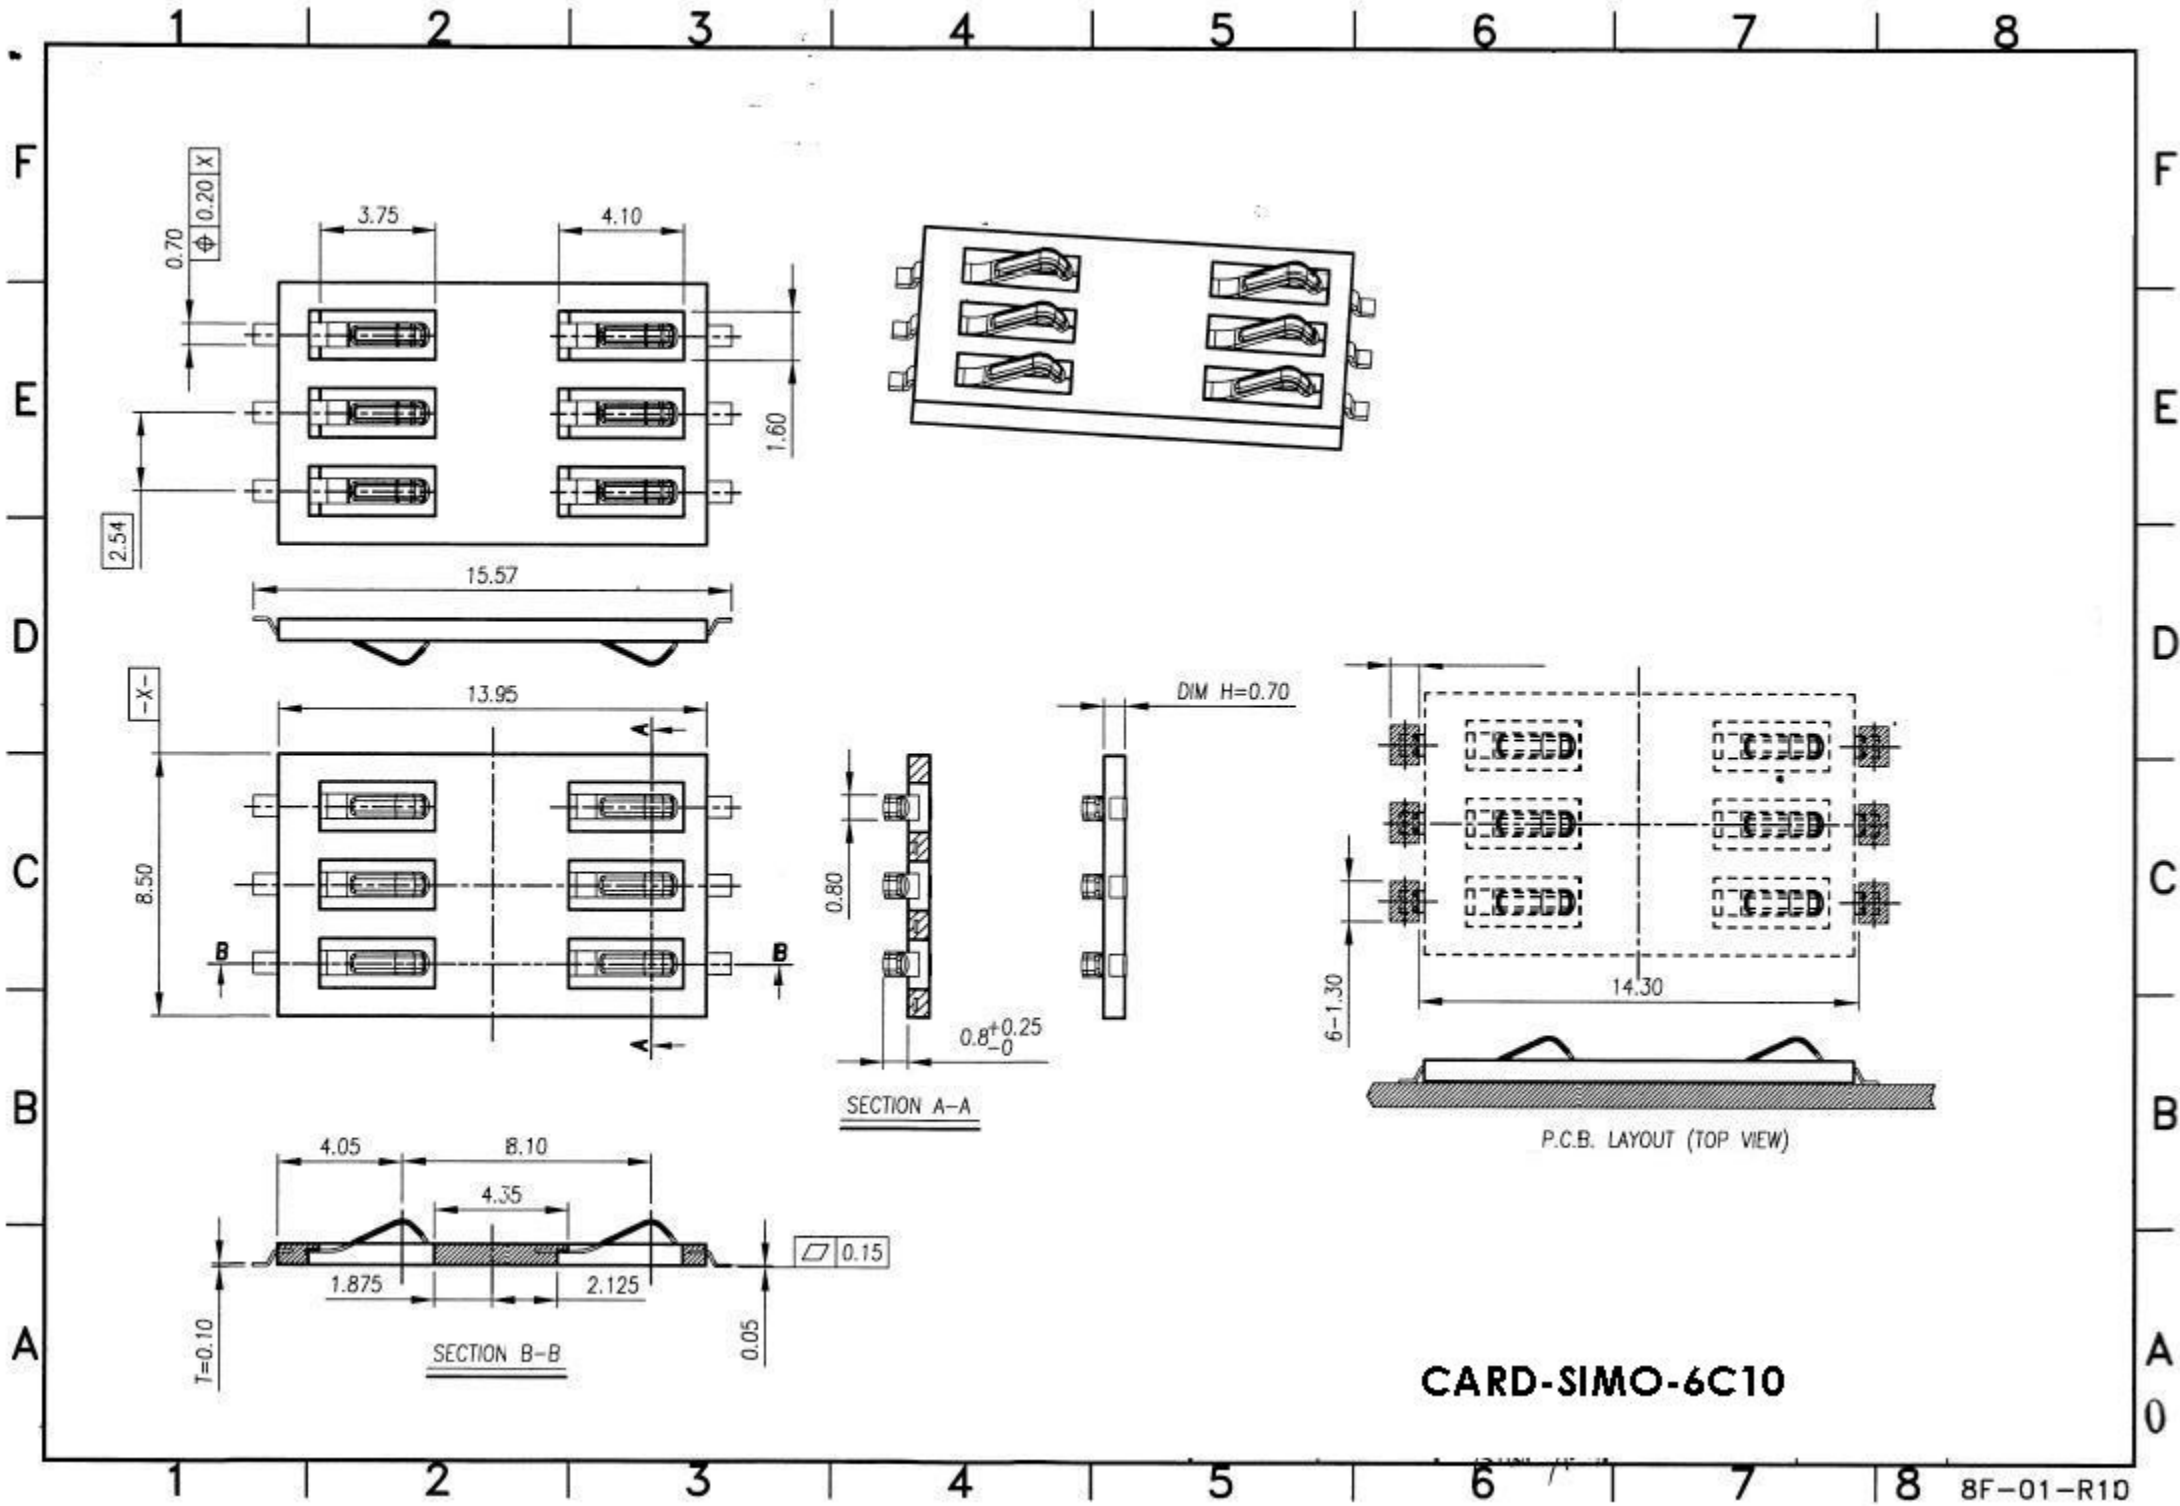 1 2 3 4 5 6 7 8
F F
0.70
⌖ 0.20 X
3.75
4.10
E E
1.60
2.54
15.57
D D
-X-
13.95
DIM H=0.70
A
C C
8.50
0.80
B B
6-1.30
14.30
A
0.8 +0.25 -0
SECTION A-A
B B
P.C.B. LAYOUT (TOP VIEW)
4.05 8.10
4.35
⏥ 0.15
1.875 2.125
T=0.10
0.05
SECTION B-B
A A
CARD-SIMO-6C10
0
1 2 3 4 5 6 7 8
8F-01-R1D